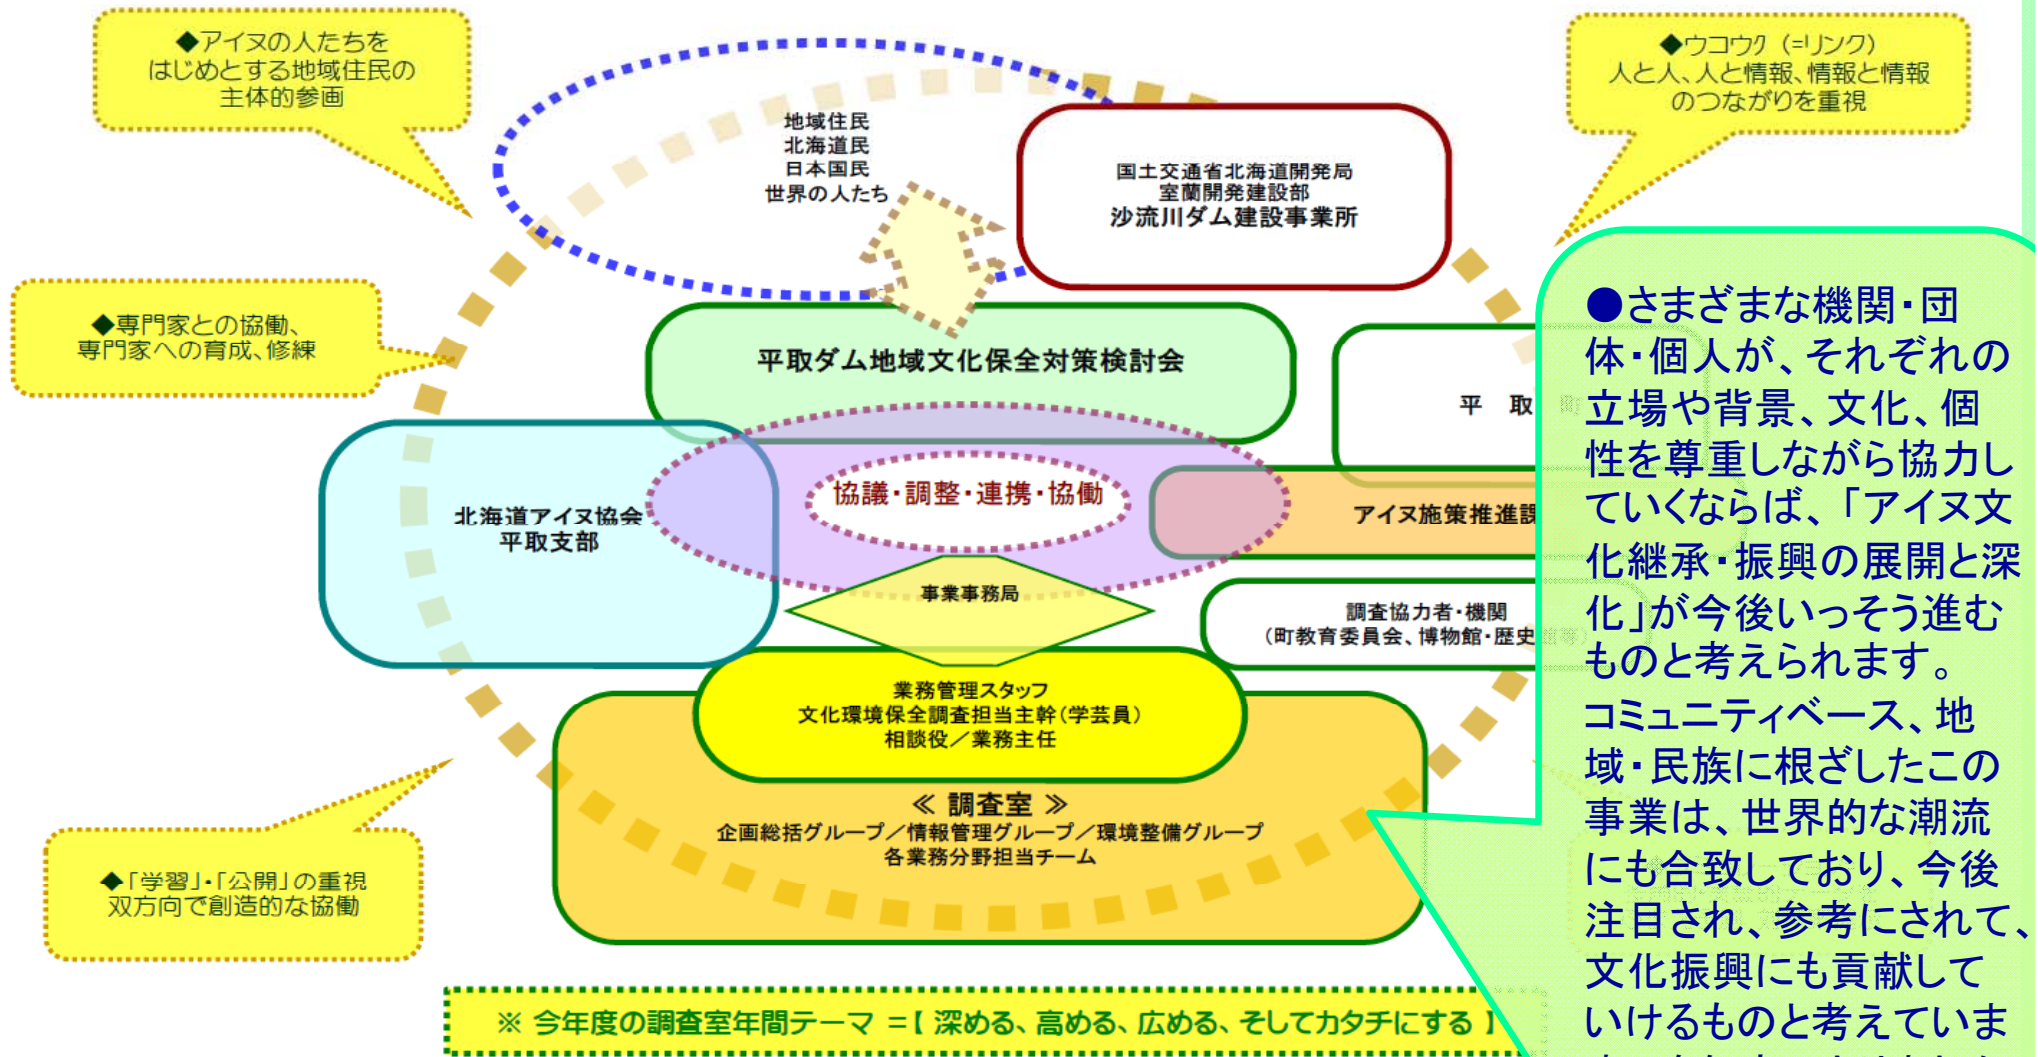 ◆アイヌの人たちを
はじめとする地域住民の
主体的参画
◆ウコウク (=リンク)
人と人、人と情報、情報と情報
のつながりを重視
地域住民
北海道民
日本国民
世界の人たち
国土交通省北海道開発局
室蘭開発建設部
沙流川ダム建設事業所
◆専門家との協働、
専門家への育成、修練
平取ダム地域文化保全対策検討会
平 取 町
協議・調整・連携・協働
北海道アイヌ協会
平取支部
アイヌ施策推進課
事業事務局
調査協力者・機関
(町教育委員会、博物館・歴史館等)
業務管理スタッフ
文化環境保全調査担当主幹(学芸員)
相談役／業務主任
≪ 調査室 ≫
企画総括グループ／情報管理グループ／環境整備グループ
各業務分野担当チーム
◆「学習」・「公開」の重視
双方向で創造的な協働
※ 今年度の調査室年間テーマ =【 深める、高める、広める、そしてカタチにする 】
●さまざまな機関・団
体・個人が、それぞれの
立場や背景、文化、個
性を尊重しながら協力し
ていくならば、「アイヌ文
化継承・振興の展開と深
化」が今後いっそう進む
ものと考えられます。
コミュニティベース、地
域・民族に根ざしたこの
事業は、世界的な潮流
にも合致しており、今後
注目され、参考にされて、
文化振興にも貢献して
いけるものと考えていま